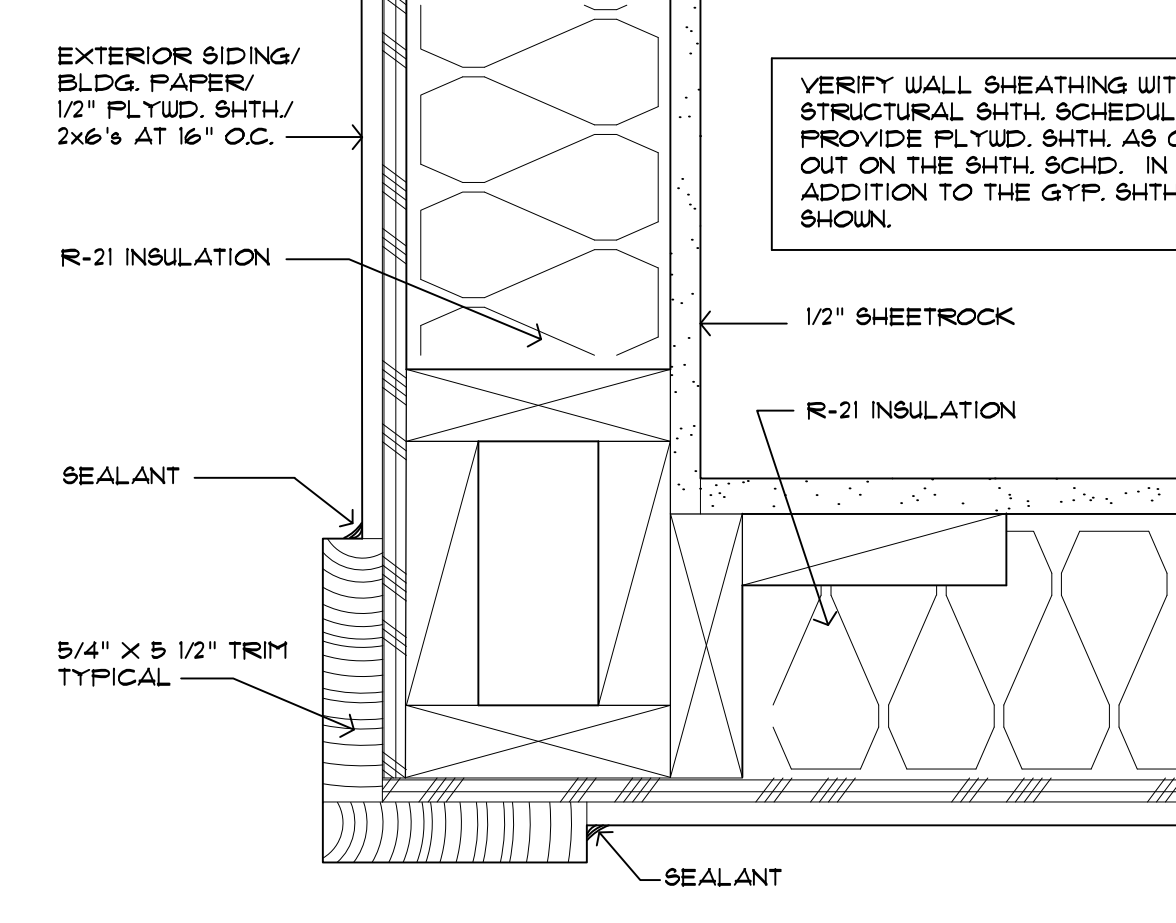 EXTERIOR SIDING/
BLDG. PAPER/
1/2" PLYWD. SHTH./
2x6's AT 16" O.C.
VERIFY WALL SHEATHING
STRUCTURAL SHTH.
PROVIDE PLYWD. SHTH. AS
OUT ON THE SHTH. SCHD. IN
ADDITION TO THE GYP.
SHOWN.
R-21 INSULATION
1/2" SHEETROCK
R-21 INSULATION
SEALANT
5/4" X 5 1/2" TRIM
TYPICAL
SEALANT